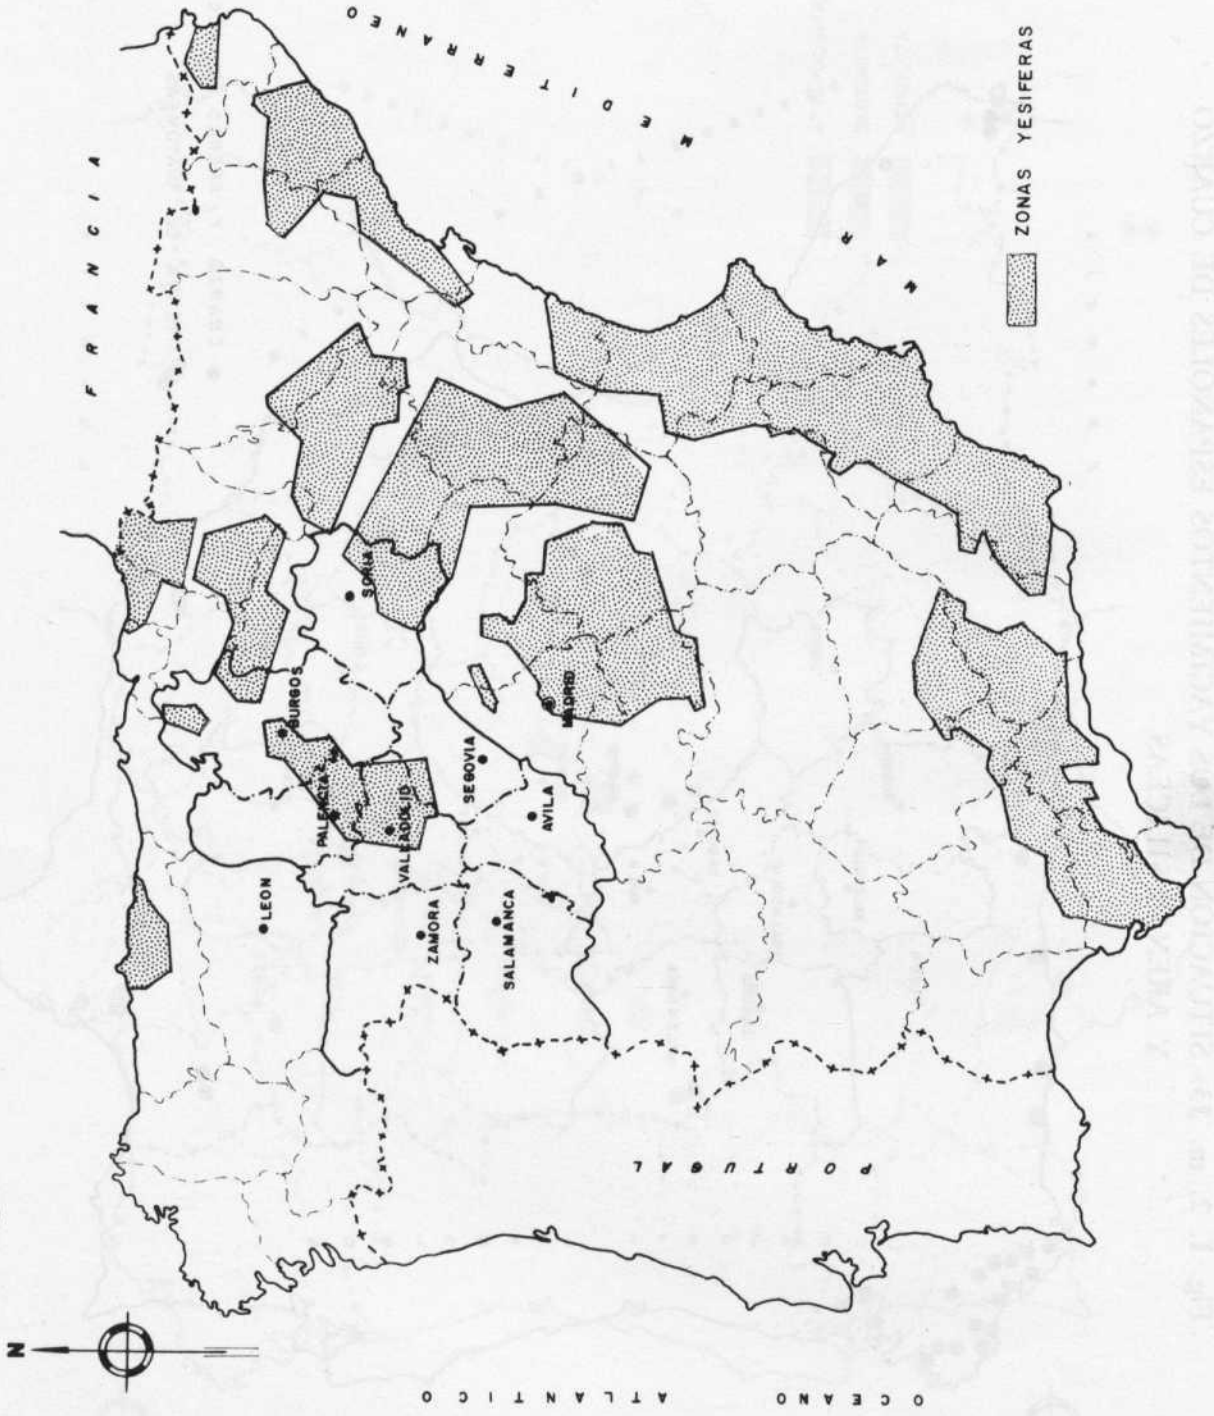 N
FRANCIA
OCEANO ATLANTICO
PORTUGAL
MAR MEDITERRANEO
LEON
BURGOS
PALENCIA
SORIA
VALLADOLID
ZAMORA
SEGOVIA
SALAMANCA
AVILA
MADRID
ZONAS YESIFERAS